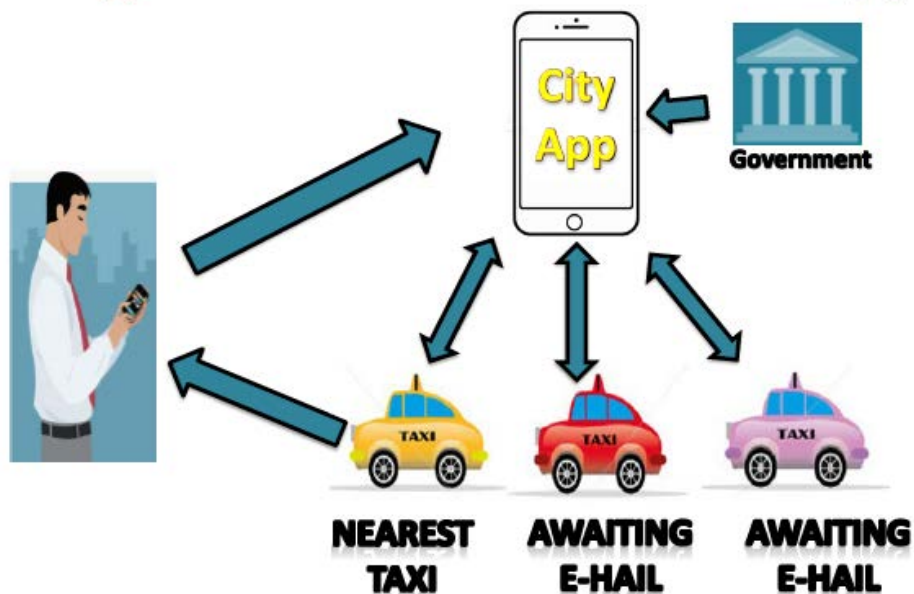 City
App
Government
TAXI
TAXI
TAXI
NEAREST
TAXI
AWAITING
E-HAIL
AWAITING
E-HAIL